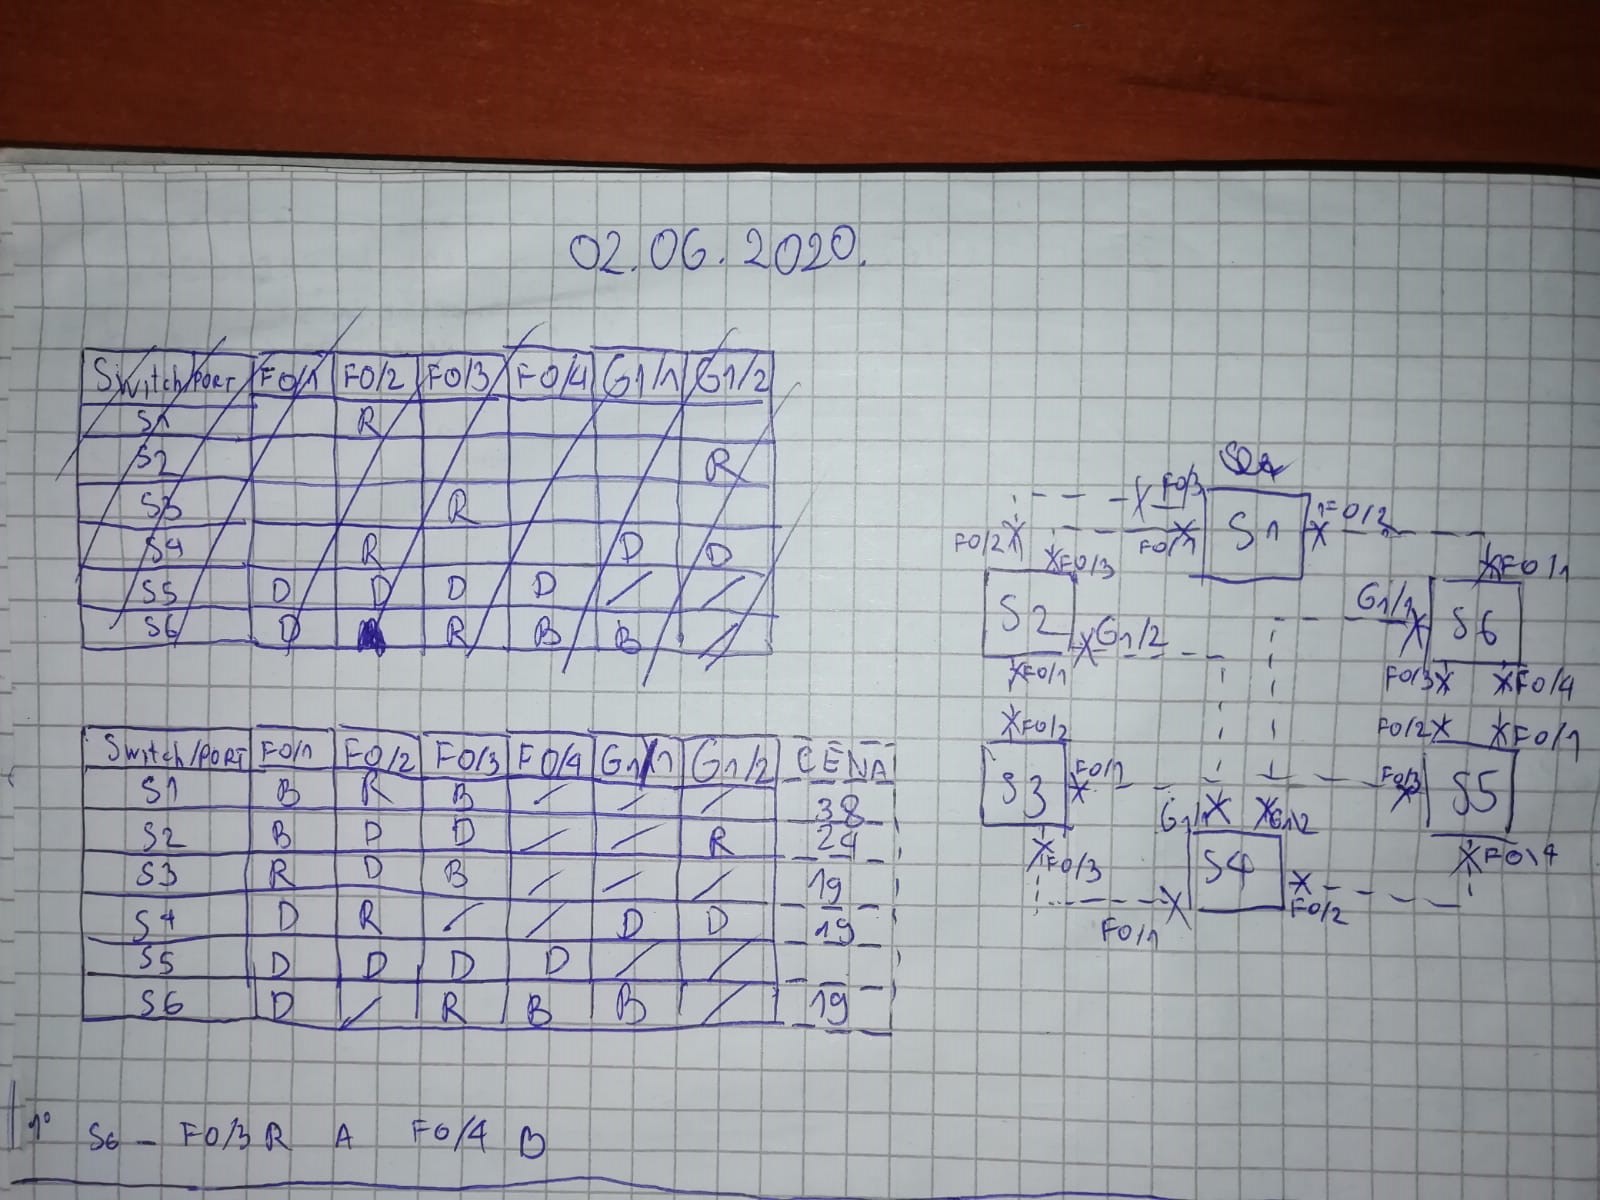 02.06.2020.
Switch/PORT F0/1 F0/2 F0/3 F0/4 G1/1 G1/2
S1 R
S2 R
S3 R
S4 R D D
S5 D D D D / /
S6 D R B B /
Switch/PORT F0/1 F0/2 F0/3 F0/4 G1/1 G1/2 CENA
S1 B R B / / / 38
S2 B D D / / R
S3 R D B / / / 19
S4 D R / / D D 19
S5 D D D D / /
S6 D / R B B / 19
1° S6 - F0/3 R A F0/4 B
F0/3
S1
F0/2
F0/1
F0/2
F0/3
S2
G1/2
F0/1
F0/1
G1/1
S6
F0/3
F0/4
F0/2
S3
F0/1
F0/3
F0/2
F0/1
F0/3
S5
F0\4
G1/1
G1/2
S4
F0/1
F0/2